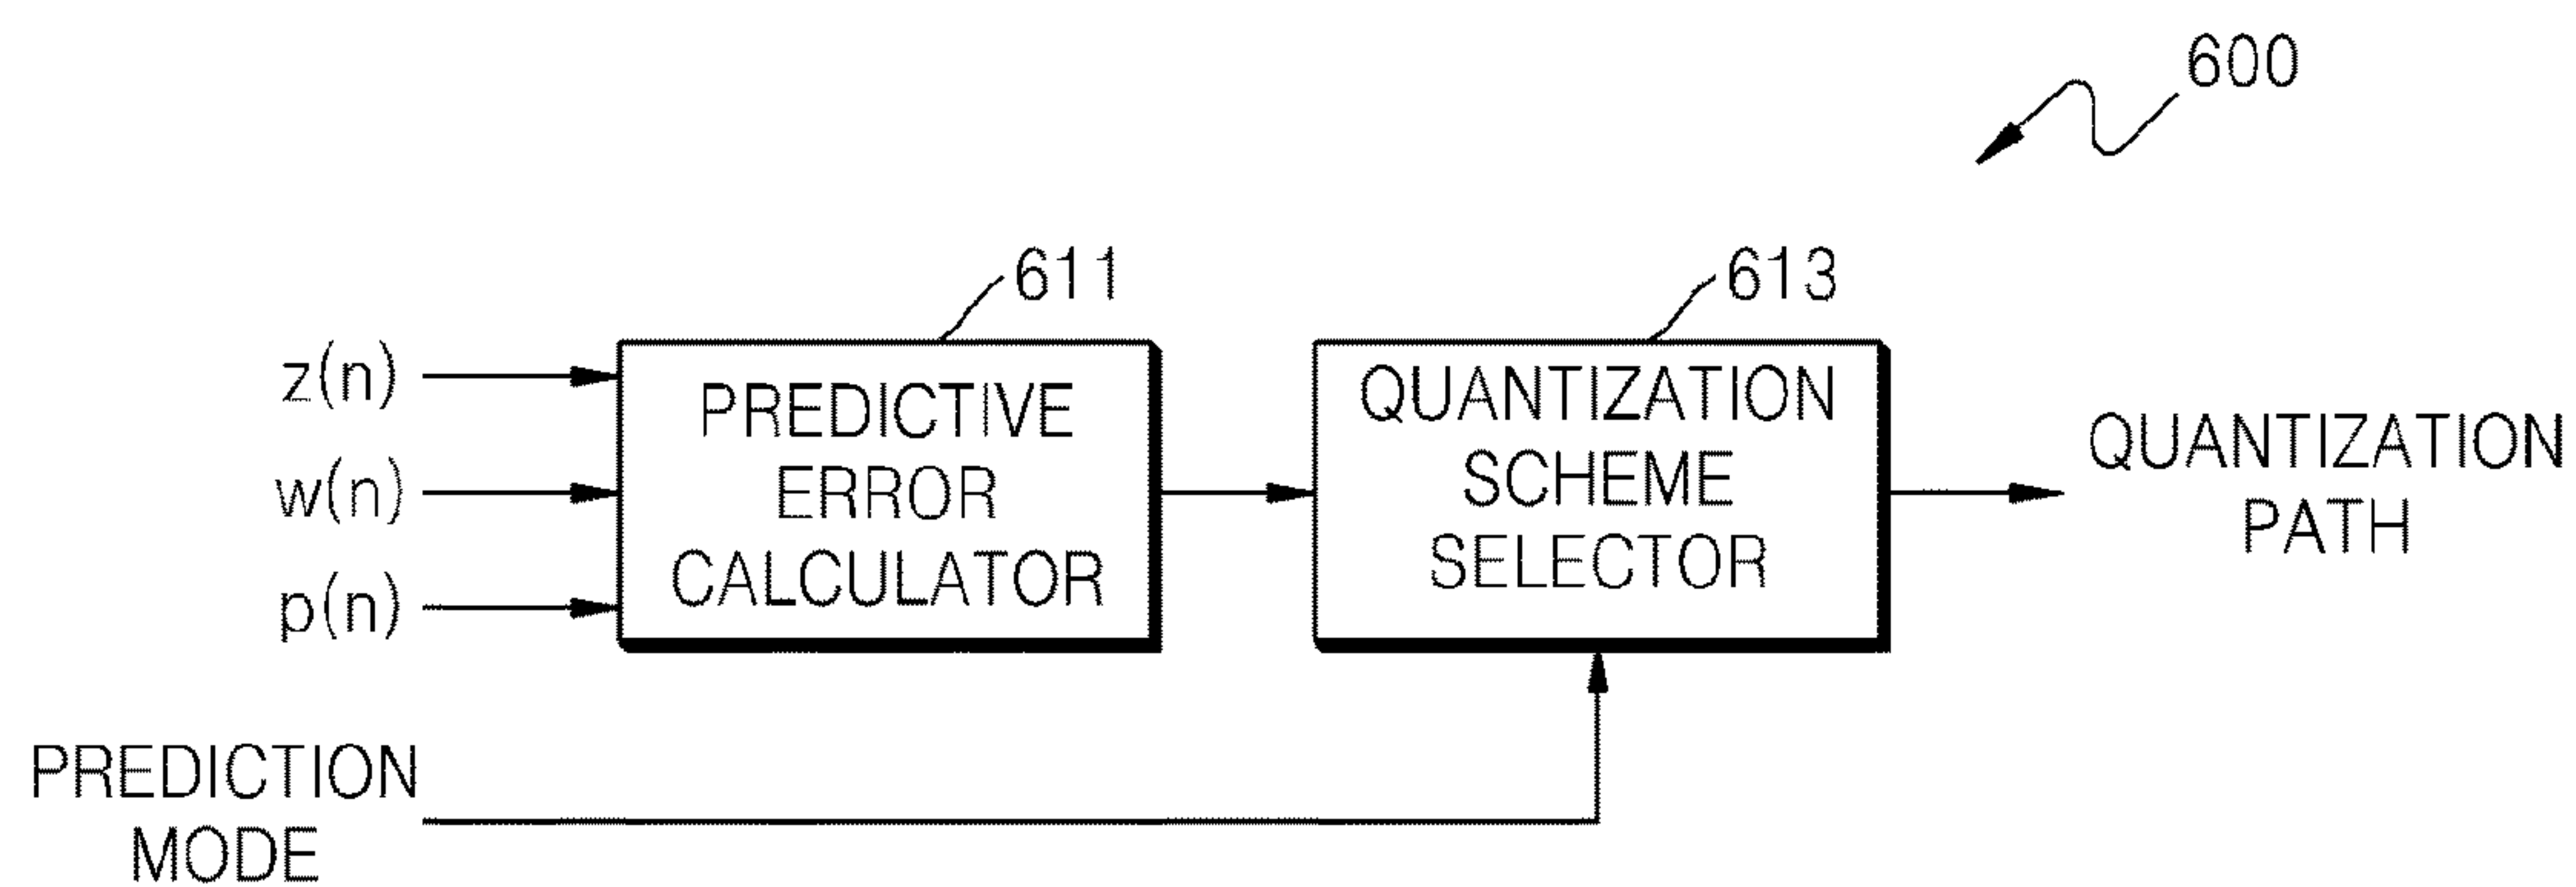 600
611
613
z(n)
w(n)
p(n)
PREDICTIVE
ERROR
CALCULATOR
QUANTIZATION
SCHEME
SELECTOR
QUANTIZATION
PATH
PREDICTION
MODE